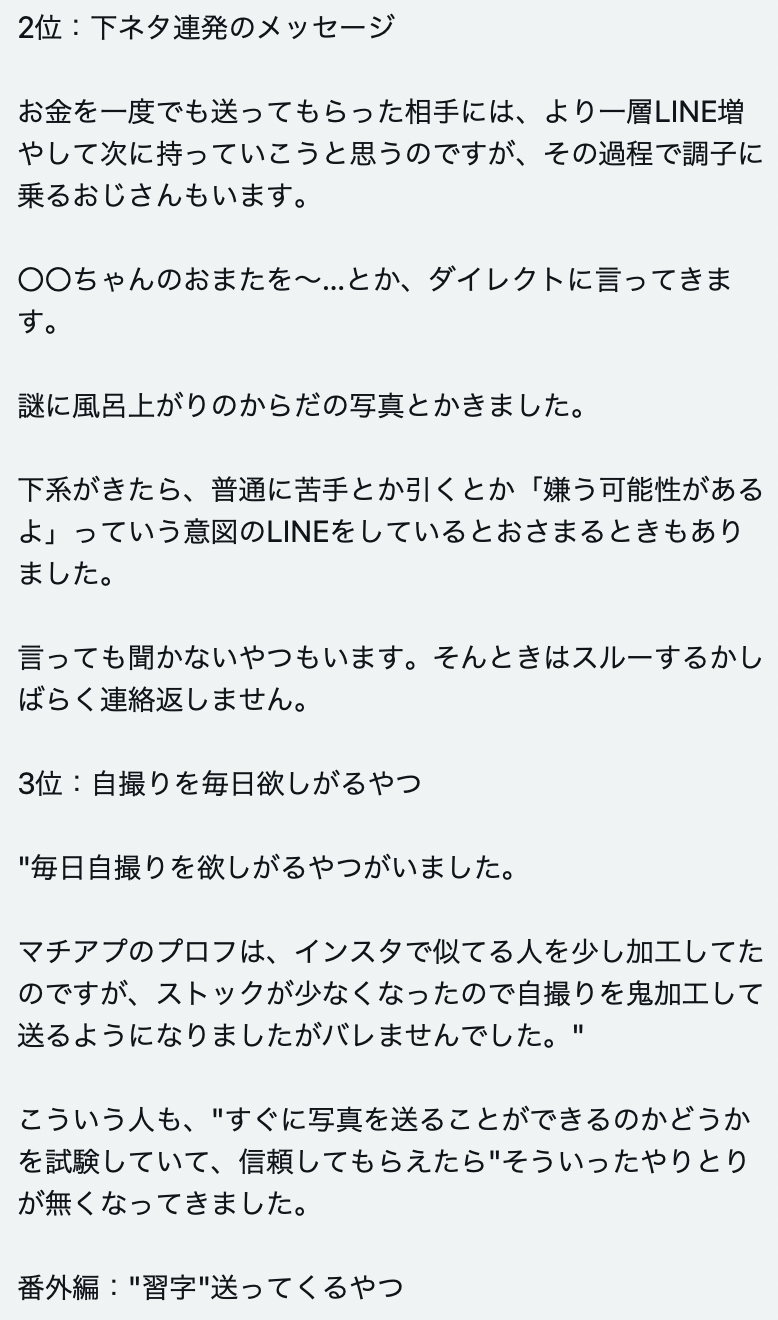 2位：下ネタ連発のメッセージ
お金を一度でも送ってもらった相手には、より一層LINE増
やして次に持っていこうと思うのですが、その過程で調子に
乗るおじさんもいます。
〇〇ちゃんのおまたを〜...とか、ダイレクトに言ってきま
す。
謎に風呂上がりのからだの写真とかきました。
下系がきたら、普通に苦手とか引くとか「嫌う可能性がある
よ」っていう意図のLINEをしているとおさまるときもあり
ました。
言っても聞かないやつもいます。そんときはスルーするかし
ばらく連絡返しません。
3位：自撮りを毎日欲しがるやつ
"毎日自撮りを欲しがるやつがいました。
マチアプのプロフは、インスタで似てる人を少し加工してた
のですが、ストックが少なくなったので自撮りを鬼加工して
送るようになりましたがバレませんでした。"
こういう人も、"すぐに写真を送ることができるのかどうか
を試験していて、信頼してもらえたら"そういったやりとり
が無くなってきました。
番外編："習字"送ってくるやつ